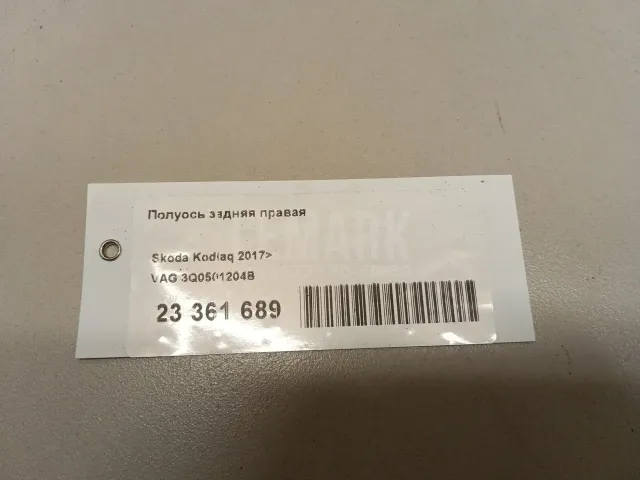 Полуось задняя правая
Skoda Kodiaq 2017>
VAG 3Q0501204B
23 361 689